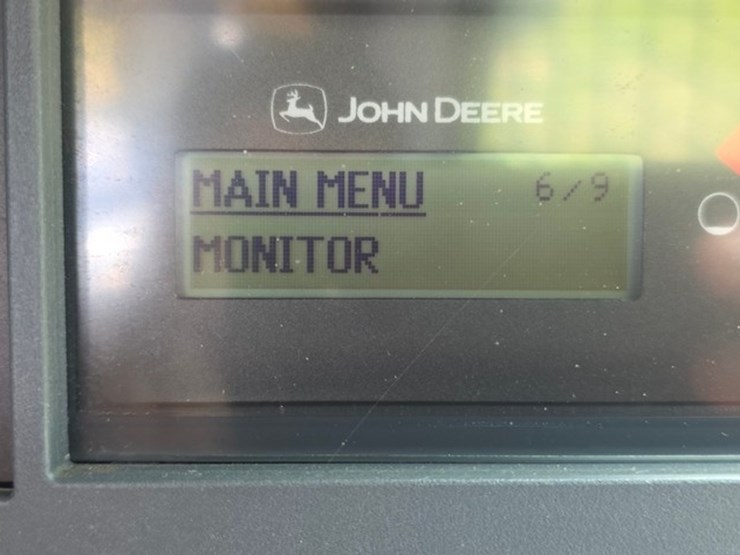 JOHN DEERE
MAIN MENU 6/9
MONITOR